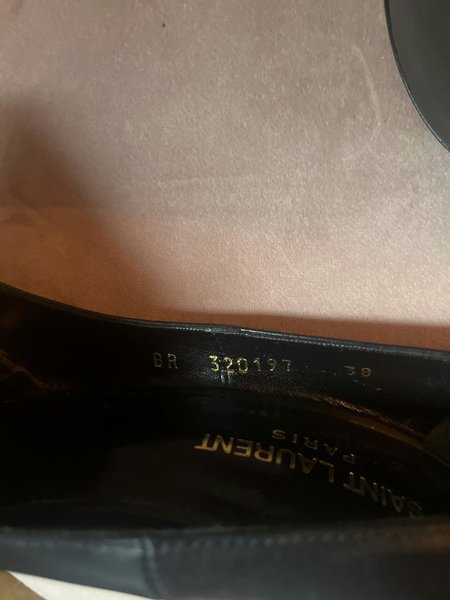 BR 320197 38
SAINT LAURENT
PARIS